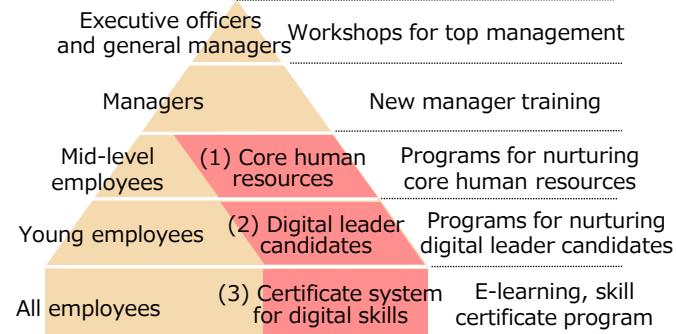 Executive officers
and general managers
Workshops for top management
Managers
New manager training
Mid-level
employees
(1) Core human
resources
Programs for nurturing
core human resources
Young employees
(2) Digital leader
candidates
Programs for nurturing
digital leader candidates
All employees
(3) Certificate system
for digital skills
E-learning, skill
certificate program